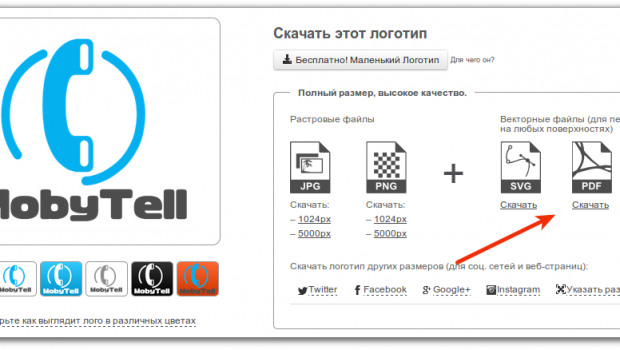 Скачать этот логотип
Бесплатно! Маленький Логотип
Для чего он?
Полный размер, высокое качество.
Растровые файлы
Векторные файлы (для
на любых поверхностях)
JPG
PNG
+
SVG
PDF
Скачать:
– 1024px
– 5000px
Скачать:
– 1024px
– 5000px
Скачать
Скачать
MobyTell
Скачать логотип других размеров (для соц. сетей и веб-страниц):
Twitter
Facebook
Google+
Instagram
Указать
MobyTell
MobyTell
MobyTell
MobyTell
MobyTell
как выглядит лого в различных цветах